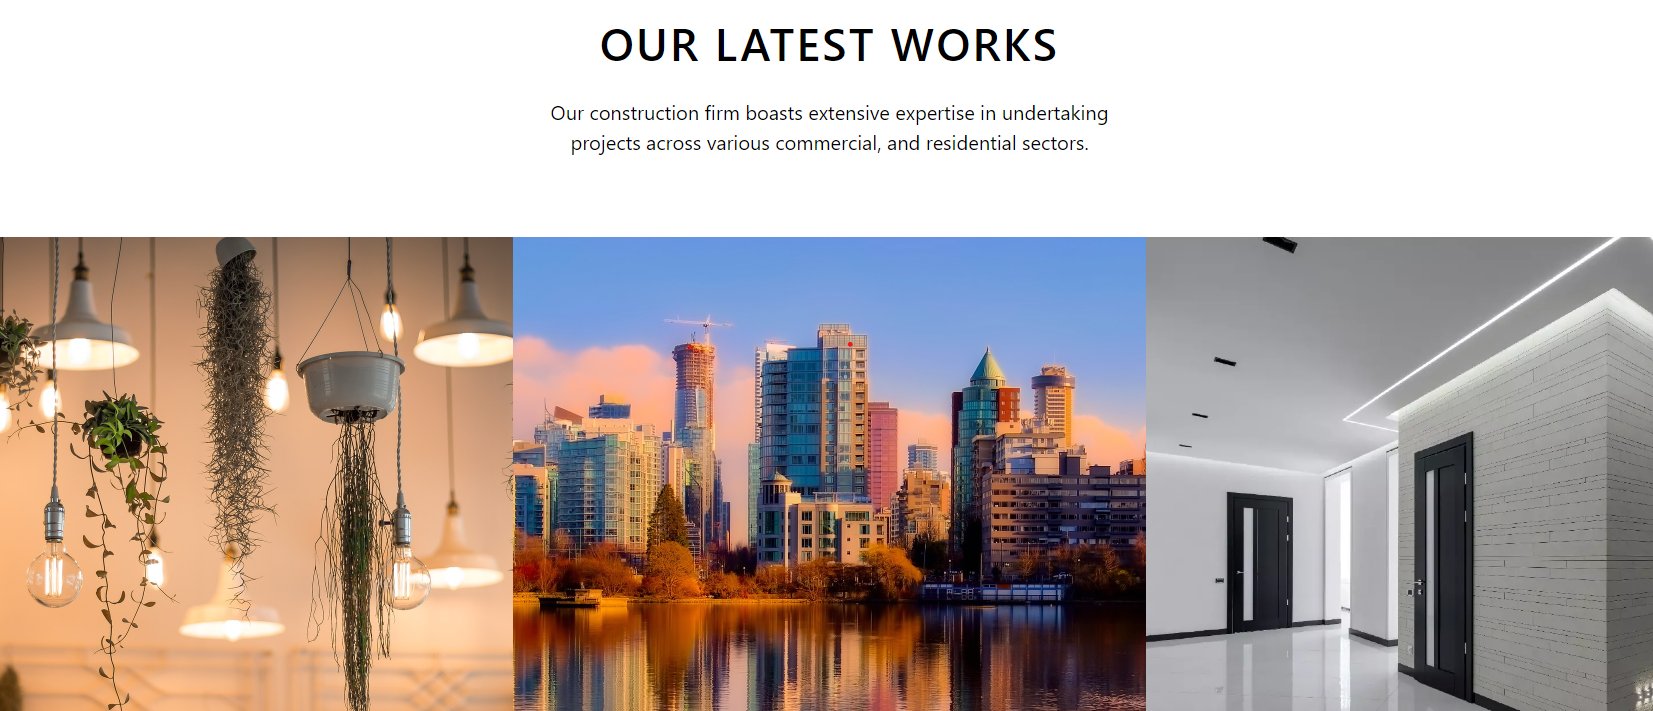 OUR LATEST WORKS
Our construction firm boasts extensive expertise in undertaking
projects across various commercial, and residential sectors.